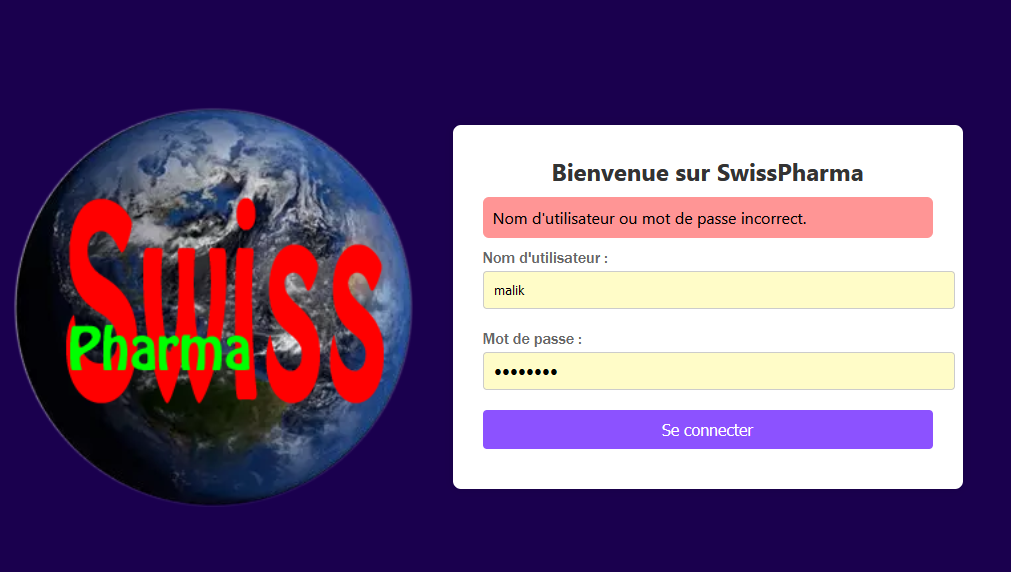 Swiss
Pharma
Bienvenue sur SwissPharma
Nom d'utilisateur ou mot de passe incorrect.
Nom d'utilisateur :
malik
Mot de passe :
••••••••
Se connecter